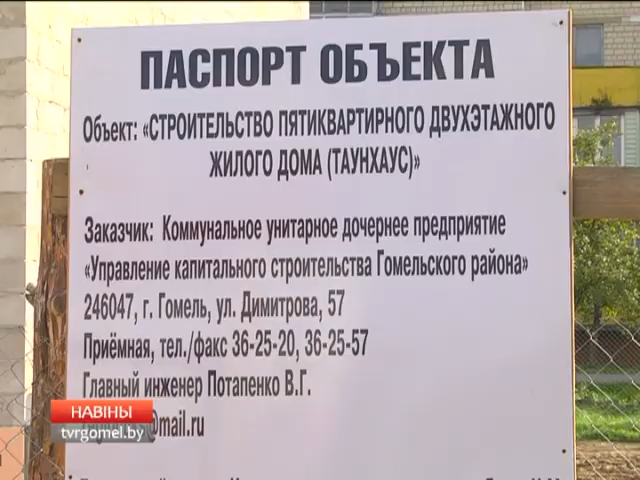 ПАСПОРТ ОБЪЕКТА
Объект: «СТРОИТЕЛЬСТВО ПЯТИКВАРТИРНОГО ДВУХЭТАЖНОГО
ЖИЛОГО ДОМА (ТАУНХАУС)»
Заказчик: Коммунальное унитарное дочернее предприятие
«Управление капитального строительства Гомельского района»
246047, г. Гомель, ул. Димитрова, 57
Приёмная, тел./факс 36-25-20, 36-25-57
Главный инженер Потапенко В.Г.
@mail.ru
НАВІНЫ
tvrgomel.by